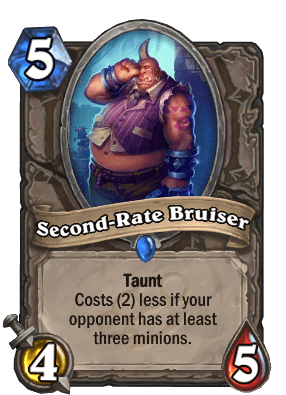 5
Second-Rate Bruiser
Taunt
Costs (2) less if your
opponent has at least
three minions.
4
5